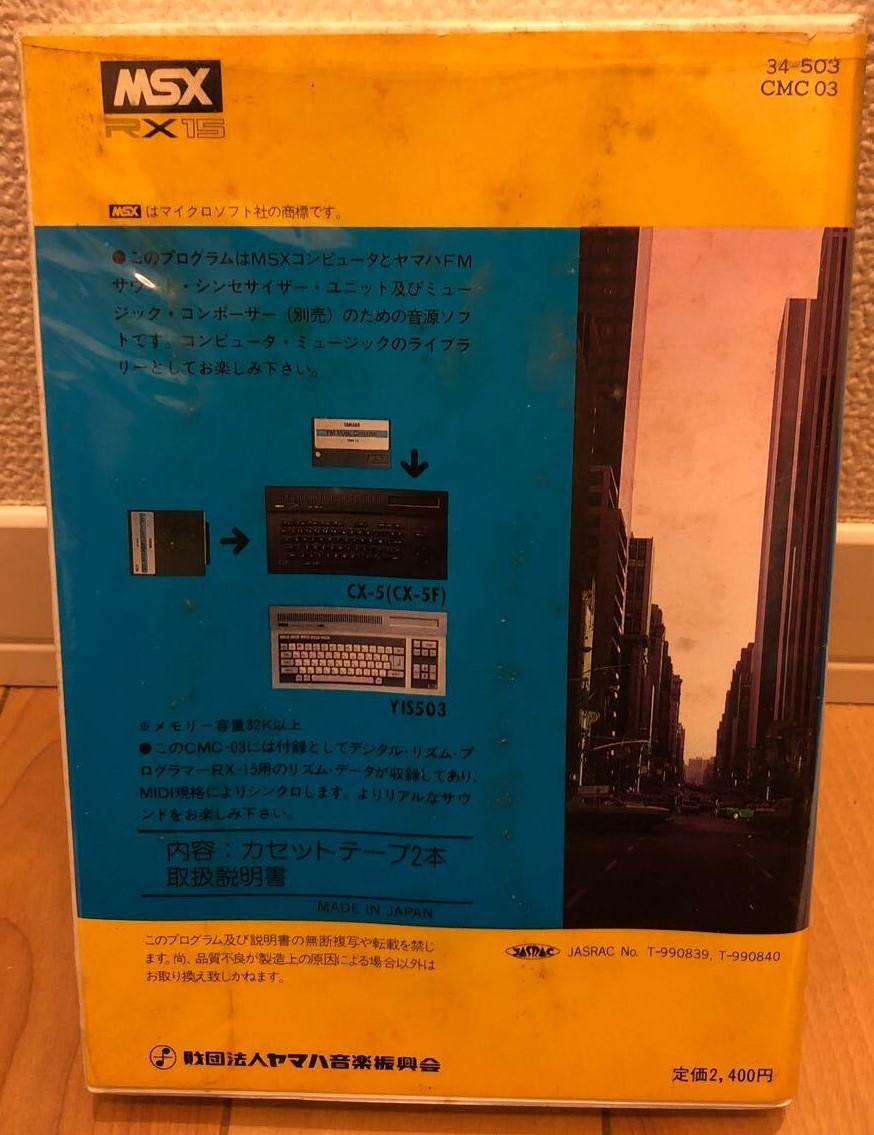 MSX
RX15
34-503
CMC 03
MSX はマイクロソフト社の商標です。
●このプログラムはMSXコンピュータとヤマハFM
サウンド・シンセサイザー・ユニット及びミュー
ジック・コンポーザー（別売）のための音源ソフ
トです。コンピュータ・ミュージックのライブラ
リーとしてお楽しみ下さい。
YAMAHA
FM Music Composer
MSX
CX-5(CX-5F)
YIS503
※メモリー容量32K以上
●このCMC-03には付録としてデジタル・リズム・プ
ログラマーRX-15用のリズム・データが収録してあり、
MIDI規格によりシンクロします。よりリアルなサウ
ンドをお楽しみ下さい。
内容：カセットテープ2本
取扱説明書
MADE IN JAPAN
このプログラム及び説明書の無断複写や転載を禁じ
ます。尚、品質不良が製造上の原因による場合以外は
お取り換え致しかねます。
JASRAC JASRAC No. T-990839, T-990840
財団法人ヤマハ音楽振興会
定価2,400円